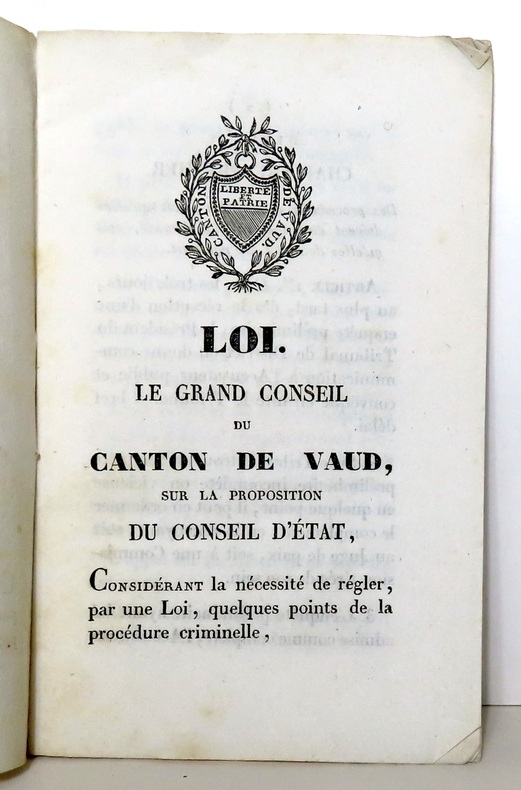 LIBERTÉ
ET
PATRIE
CANTON DE VAUD.
LOI.
LE GRAND CONSEIL
DU
CANTON DE VAUD,
SUR LA PROPOSITION
DU CONSEIL D'ÉTAT,
CONSIDÉRANT la nécessité de régler,
par une Loi, quelques points de la
procédure criminelle,